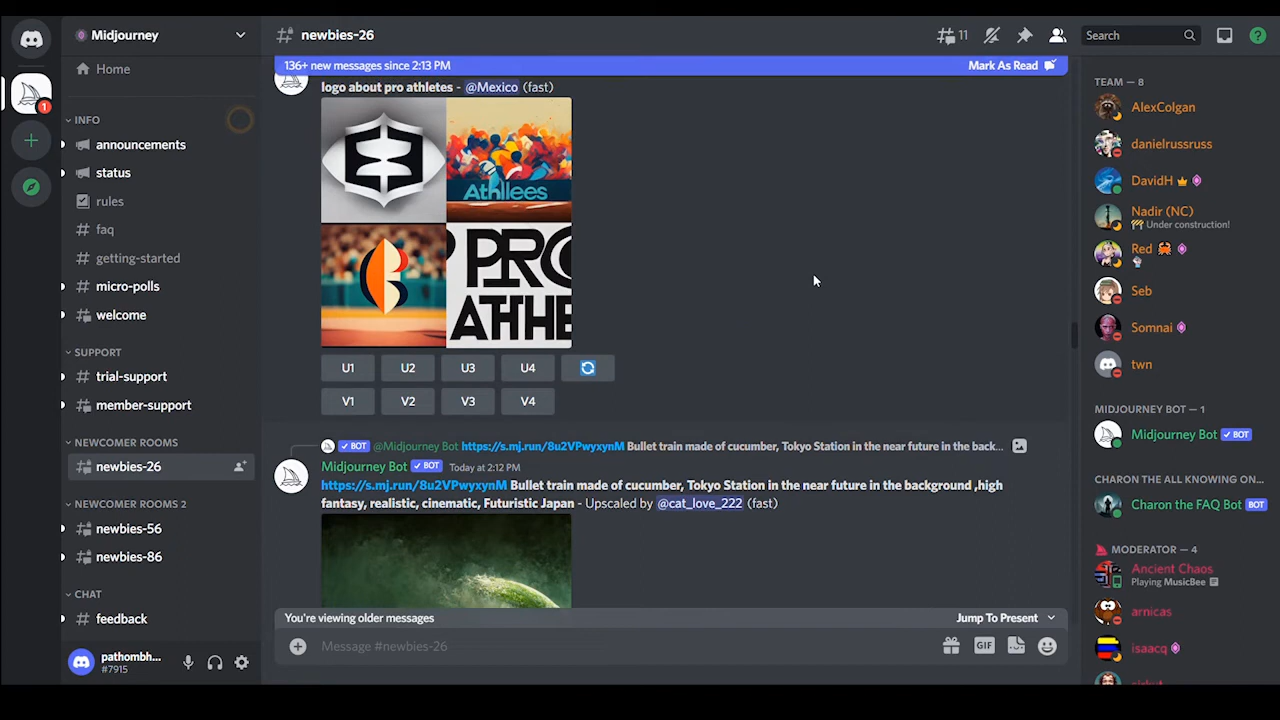 Midjourney
Home
INFO
announcements
status
rules
faq
getting-started
micro-polls
welcome
SUPPORT
trial-support
member-support
NEWCOMER ROOMS
newbies-26
NEWCOMER ROOMS 2
newbies-56
newbies-86
CHAT
feedback
pathombh...
#7915
1
newbies-26
11
Search
136+ new messages since 2:13 PM
Mark As Read
logo about pro athletes - @Mexico (fast)
Athllees
PRO
ATHHE
U1 U2 U3 U4
V1 V2 V3 V4
BOT @Midjourney Bot https://s.mj.run/8u2VPwyxynM Bullet train made of cucumber, Tokyo Station in the near future in the back...
Midjourney Bot BOT Today at 2:12 PM
https://s.mj.run/8u2VPwyxynM Bullet train made of cucumber, Tokyo Station in the near future in the background ,high
fantasy, realistic, cinematic, Futuristic Japan - Upscaled by @cat_love_222 (fast)
You're viewing older messages
Jump To Present
Message #newbies-26
GIF
TEAM — 8
AlexColgan
danielrussruss
DavidH
Nadir (NC)
Under construction!
Red
Seb
Somnai
twn
MIDJOURNEY BOT — 1
Midjourney Bot BOT
CHARON THE ALL KNOWING ON...
Charon the FAQ Bot BOT
MODERATOR — 4
Ancient Chaos
Playing MusicBee
arnicas
isaacq